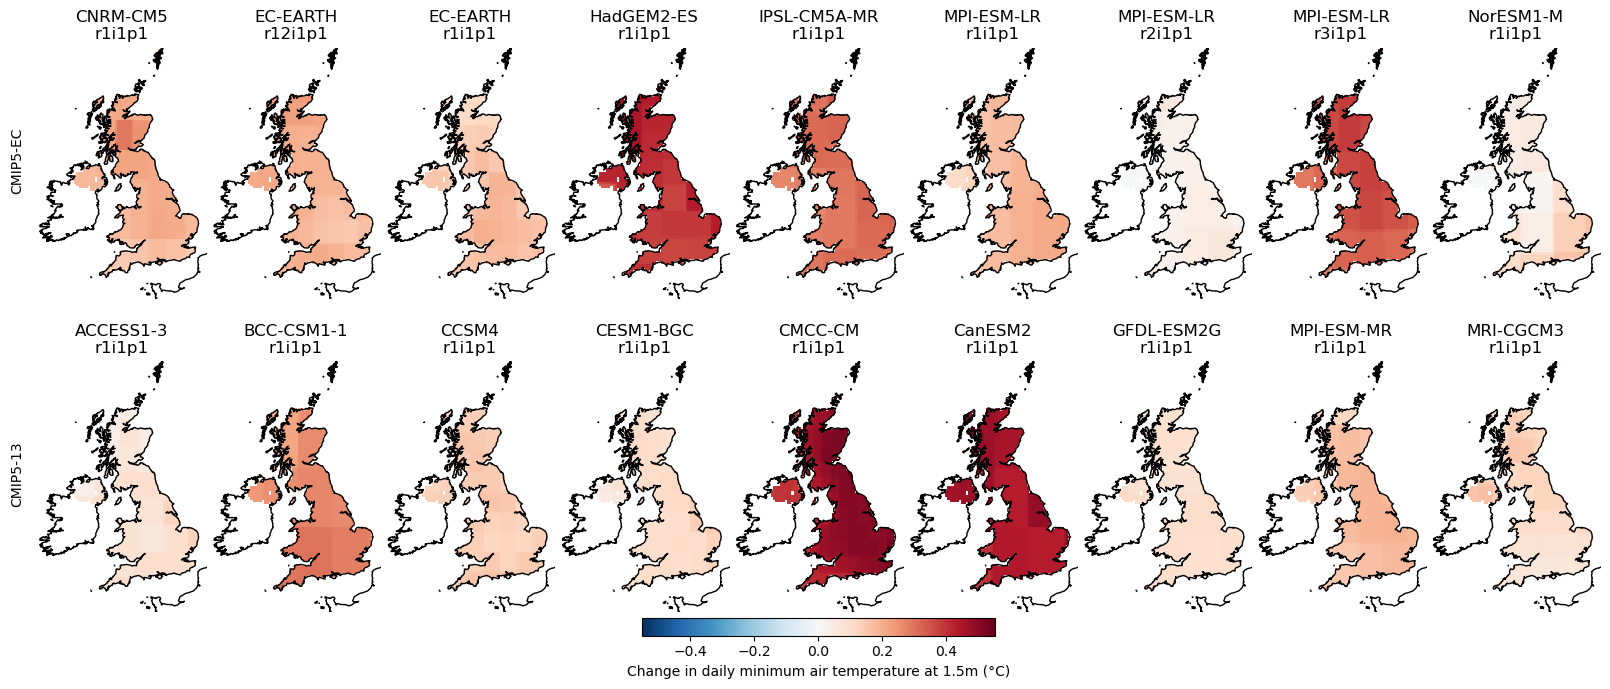 CNRM-CM5
r1i1p1
EC-EARTH
r12i1p1
EC-EARTH
r1i1p1
HadGEM2-ES
r1i1p1
IPSL-CM5A-MR
r1i1p1
MPI-ESM-LR
r1i1p1
MPI-ESM-LR
r2i1p1
MPI-ESM-LR
r3i1p1
NorESM1-M
r1i1p1
CMIP5-EC
ACCESS1-3
r1i1p1
BCC-CSM1-1
r1i1p1
CCSM4
r1i1p1
CESM1-BGC
r1i1p1
CMCC-CM
r1i1p1
CanESM2
r1i1p1
GFDL-ESM2G
r1i1p1
MPI-ESM-MR
r1i1p1
MRI-CGCM3
r1i1p1
CMIP5-13
−0.4 −0.2 0.0 0.2 0.4
Change in daily minimum air temperature at 1.5m (°C)